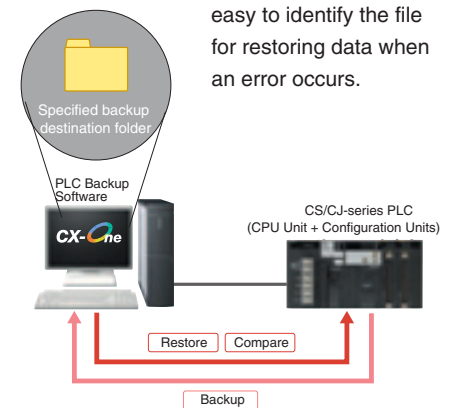 easy to identify the file
for restoring data when
an error occurs.
Specified backup
destination folder
PLC Backup
Software
CX-One
CS/CJ-series PLC
(CPU Unit + Configuration Units)
Restore
Compare
Backup